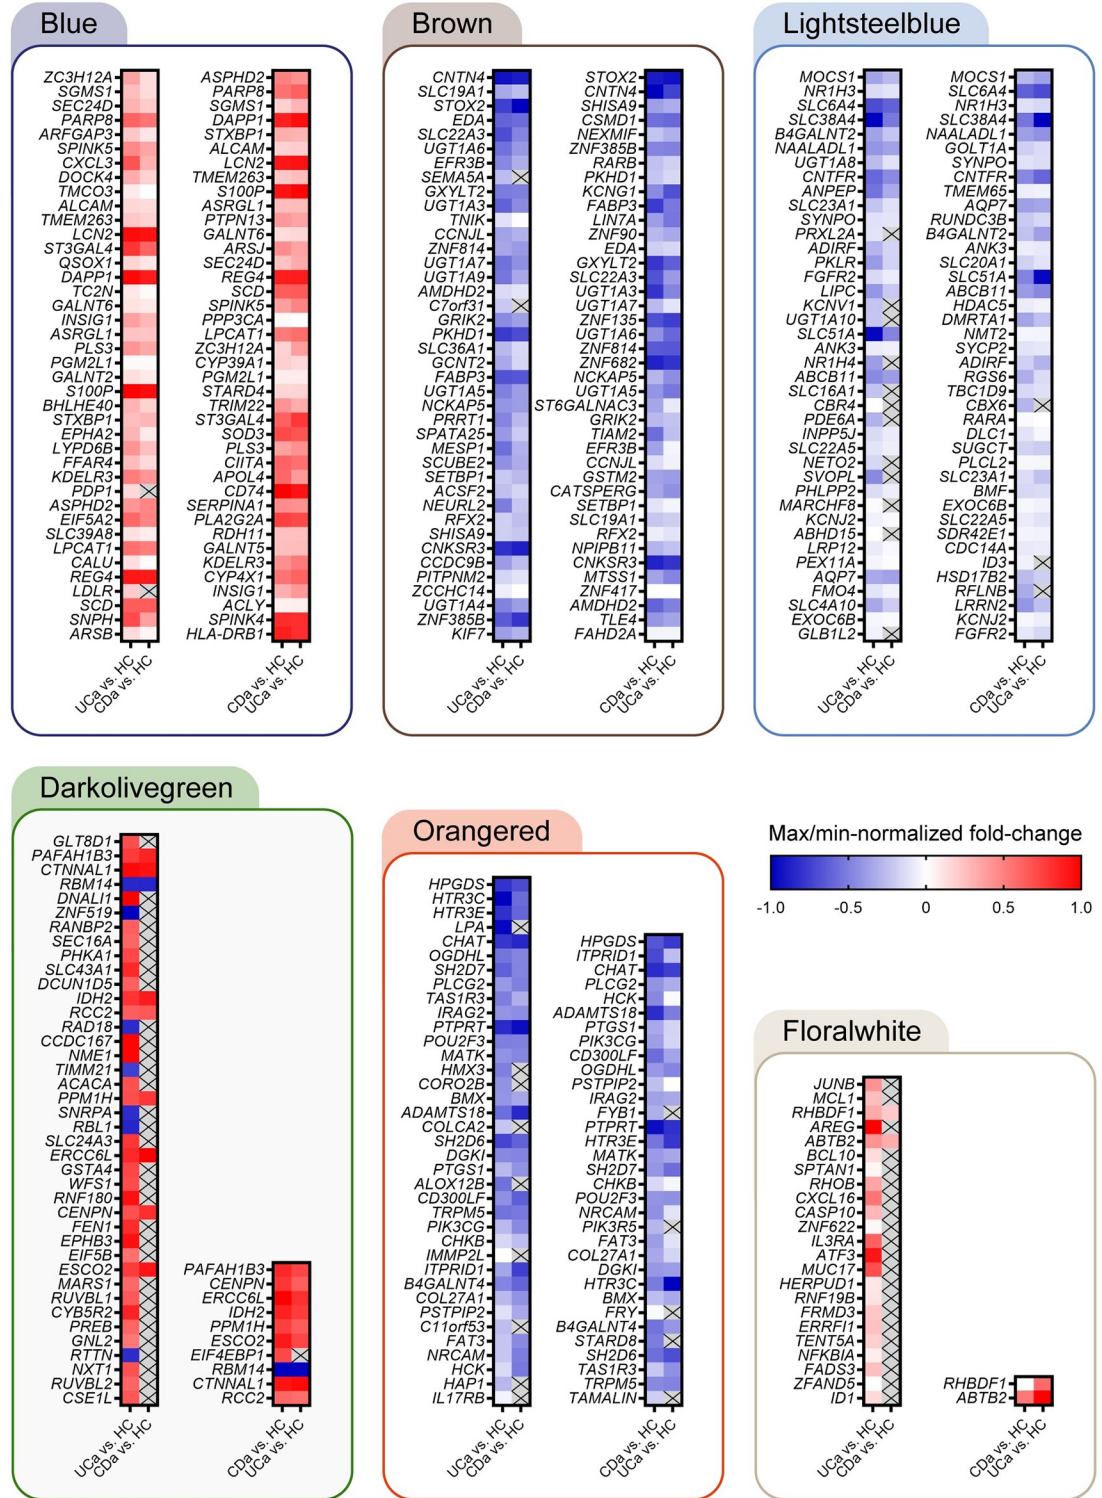 Blue
ZC3H12A
SGMS1
SEC24D
PARP8
ARFGAP3
SPINK5
CXCL3
DOCK4
TMCO3
ALCAM
TMEM263
LCN2
ST3GAL4
QSOX1
DAPP1
TC2N
GALNT6
INSIG1
ASRGL1
PLS3
PGM2L1
GALNT2
S100P
BHLHE40
STXBP1
EPHA2
LYPD6B
FFAR4
KDELR3
PDP1
ASPHD2
EIF5A2
SLC39A8
LPCAT1
CALU
REG4
LDLR
SCD
SNPH
ARSB
UCa vs. HC
CDa vs. HC
ASPHD2
PARP8
SGMS1
DAPP1
STXBP1
ALCAM
LCN2
TMEM263
S100P
ASRGL1
PTPN13
GALNT6
ARSJ
SEC24D
REG4
SCD
SPINK5
PPP3CA
LPCAT1
ZC3H12A
CYP39A1
PGM2L1
STARD4
TRIM22
ST3GAL4
SOD3
PLS3
CIITA
APOL4
CD74
SERPINA1
PLA2G2A
RDH11
GALNT5
KDELR3
CYP4X1
INSIG1
ACLY
SPINK4
HLA-DRB1
CDa vs. HC
UCa vs. HC
Brown
CNTN4
SLC19A1
STOX2
EDA
SLC22A3
UGT1A6
EFR3B
SEMA5A
GXYLT2
UGT1A3
TNIK
CCNJL
ZNF814
UGT1A7
UGT1A9
AMDHD2
C7orf31
GRIK2
PKHD1
SLC36A1
GCNT2
FABP3
UGT1A5
NCKAP5
PRRT1
SPATA25
MESP1
SCUBE2
SETBP1
ACSF2
NEURL2
RFX2
SHISA9
CNKSR3
CCDC9B
PITPNM2
ZCCHC14
UGT1A4
ZNF385B
KIF7
UCa vs. HC
CDa vs. HC
STOX2
CNTN4
SHISA9
CSMD1
NEXMIF
ZNF385B
RARB
PKHD1
KCNG1
FABP3
LIN7A
ZNF90
EDA
GXYLT2
SLC22A3
UGT1A3
UGT1A7
ZNF135
UGT1A6
ZNF814
ZNF682
NCKAP5
UGT1A5
ST6GALNAC3
GRIK2
TIAM2
EFR3B
CCNJL
GSTM2
CATSPERG
SETBP1
SLC19A1
RFX2
NPIPB11
CNKSR3
MTSS1
ZNF417
AMDHD2
TLE4
FAHD2A
CDa vs. HC
UCa vs. HC
Lightsteelblue
MOCS1
NR1H3
SLC6A4
SLC38A4
B4GALNT2
NAALADL1
UGT1A8
CNTFR
ANPEP
SLC23A1
SYNPO
PRXL2A
ADIRF
PKLR
FGFR2
LIPC
KCNV1
UGT1A10
SLC51A
ANK3
NR1H4
ABCB11
SLC16A1
CBR4
PDE6A
INPP5J
SLC22A5
NETO2
SVOPL
PHLPP2
MARCHF8
KCNJ2
ABHD15
LRP12
PEX11A
AQP7
FMO4
SLC4A10
EXOC6B
GLB1L2
UCa vs. HC
CDa vs. HC
MOCS1
SLC6A4
NR1H3
SLC38A4
NAALADL1
GOLT1A
SYNPO
CNTFR
TMEM65
AQP7
RUNDC3B
B4GALNT2
ANK3
SLC20A1
SLC51A
ABCB11
HDAC5
DMRTA1
NMT2
SYCP2
ADIRF
RGS6
TBC1D9
CBX6
RARA
DLC1
SUGCT
PLCL2
SLC23A1
BMF
EXOC6B
SLC22A5
SDR42E1
CDC14A
ID3
HSD17B2
RFLNB
LRRN2
KCNJ2
FGFR2
CDa vs. HC
UCa vs. HC
Darkolivegreen
GLT8D1
PAFAH1B3
CTNNAL1
RBM14
DNALI1
ZNF519
RANBP2
SEC16A
PHKA1
SLC43A1
DCUN1D5
IDH2
RCC2
RAD18
CCDC167
NME1
TIMM21
ACACA
PPM1H
SNRPA
RBL1
SLC24A3
ERCC6L
GSTA4
WFS1
RNF180
CENPN
FEN1
EPHB3
EIF5B
ESCO2
MARS1
RUVBL1
CYB5R2
PREB
GNL2
RTTN
NXT1
RUVBL2
CSE1L
UCa vs. HC
CDa vs. HC
PAFAH1B3
CENPN
ERCC6L
IDH2
PPM1H
ESCO2
EIF4EBP1
RBM14
CTNNAL1
RCC2
CDa vs. HC
UCa vs. HC
Orangered
HPGDS
HTR3C
HTR3E
LPA
CHAT
OGDHL
SH2D7
PLCG2
TAS1R3
IRAG2
PTPRT
POU2F3
MATK
HMX3
CORO2B
BMX
ADAMTS18
COLCA2
SH2D6
DGKI
PTGS1
ALOX12B
CD300LF
TRPM5
PIK3CG
CHKB
IMMP2L
ITPRID1
B4GALNT4
COL27A1
PSTPIP2
C11orf53
FAT3
NRCAM
HCK
HAP1
IL17RB
UCa vs. HC
CDa vs. HC
HPGDS
ITPRID1
CHAT
PLCG2
HCK
ADAMTS18
PTGS1
PIK3CG
CD300LF
OGDHL
PSTPIP2
IRAG2
FYB1
PTPRT
HTR3E
MATK
SH2D7
CHKB
POU2F3
NRCAM
PIK3R5
FAT3
COL27A1
DGKI
HTR3C
BMX
FRY
B4GALNT4
STARD8
SH2D6
TAS1R3
TRPM5
TAMALIN
CDa vs. HC
UCa vs. HC
Max/min-normalized fold-change
-1.0 -0.5 0 0.5 1.0
Floralwhite
JUNB
MCL1
RHBDF1
AREG
ABTB2
BCL10
SPTAN1
RHOB
CXCL16
CASP10
ZNF622
IL3RA
ATF3
MUC17
HERPUD1
RNF19B
FRMD3
ERRFI1
TENT5A
NFKBIA
FADS3
ZFAND5
ID1
UCa vs. HC
CDa vs. HC
RHBDF1
ABTB2
CDa vs. HC
UCa vs. HC